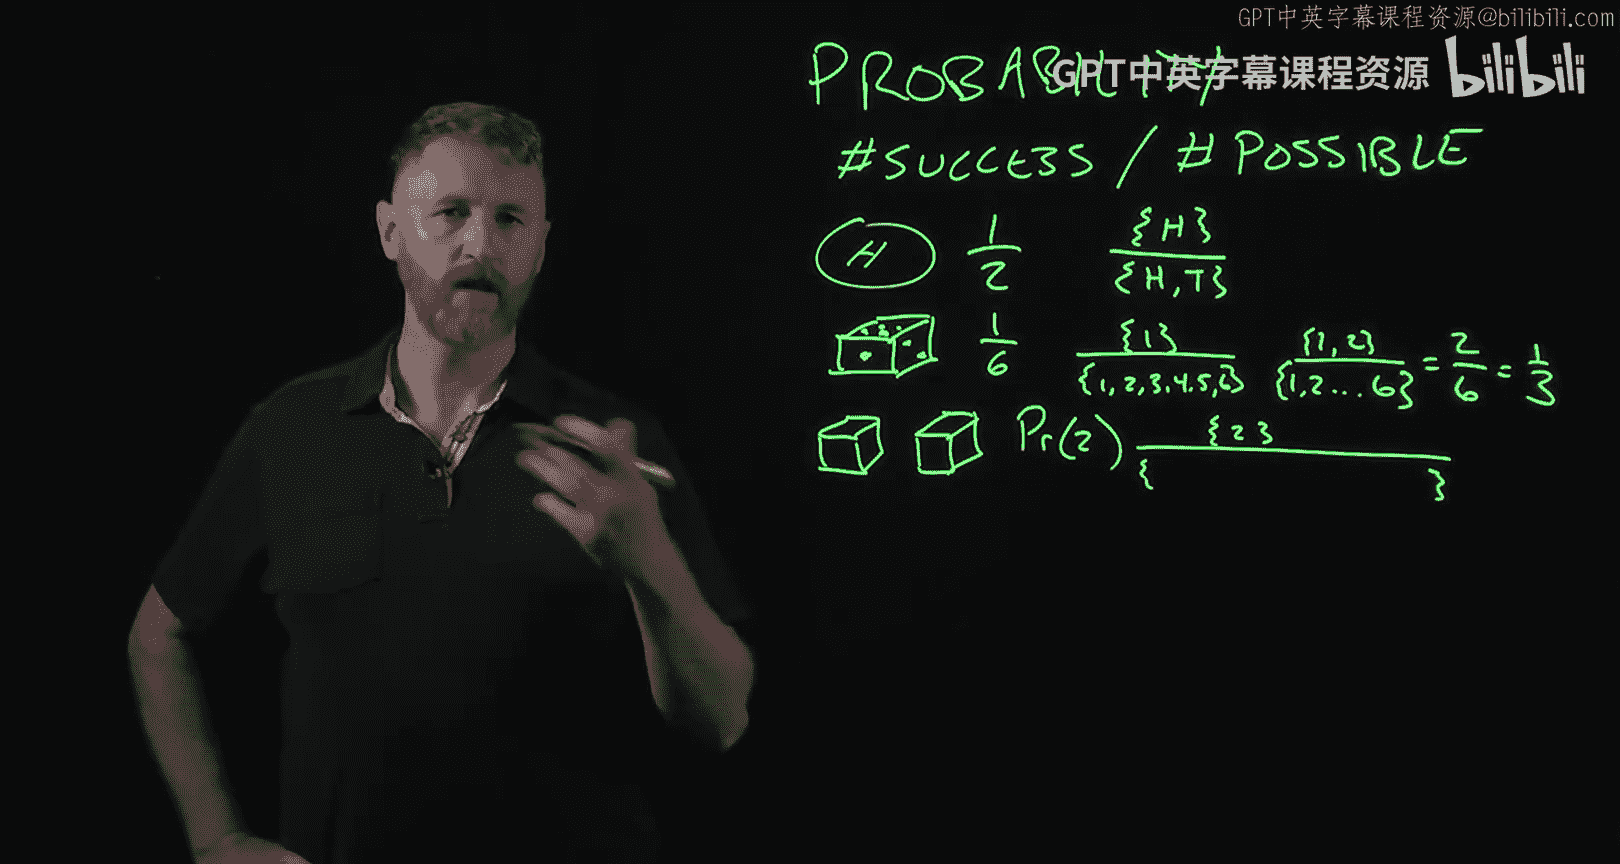 GPT中英字幕课程资源@bilibili.com
PROBABILITY
GPT中英字幕课程资源 bilibili
#SUCCESS / # POSSIBLE
H 1/2 {H}/{H,T}
1/6 {1}/{1,2,3,4,5,6} {1,2}/{1,2...6} = 2/6 = 1/3
Pr(2) {2}/{ }